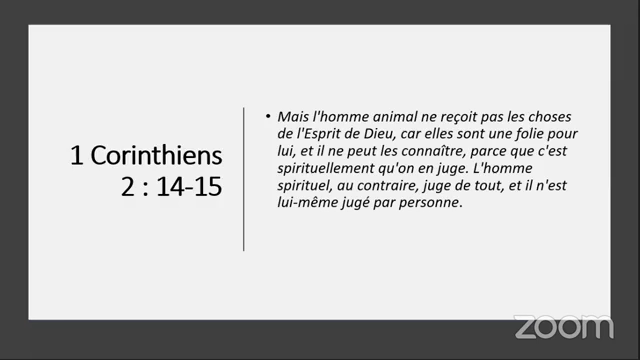 1 Corinthiens
2 : 14-15
• Mais l'homme animal ne reçoit pas les choses
de l'Esprit de Dieu, car elles sont une folie pour
lui, et il ne peut les connaître, parce que c'est
spirituellement qu'on en juge. L'homme
spirituel, au contraire, juge de tout, et il n'est
lui-même jugé par personne.
zoom